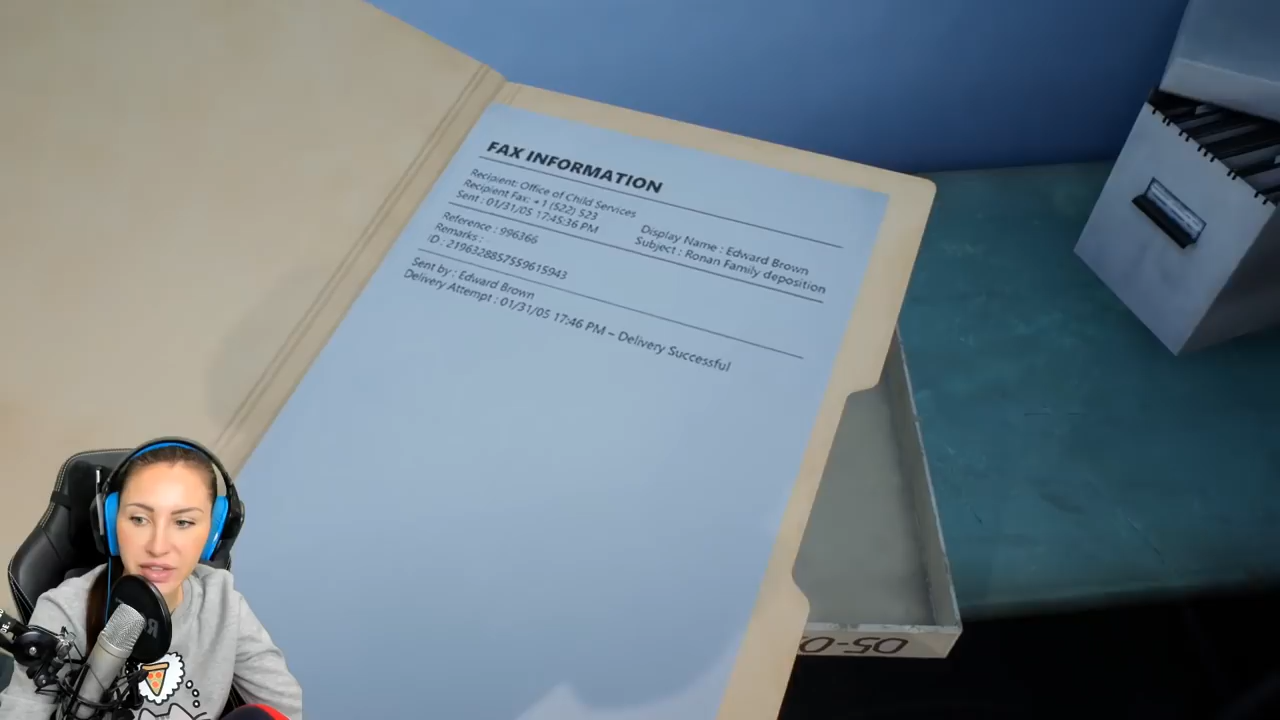 FAX INFORMATION
Recipient: Office of Child Services
Recipient Fax: +1 (522) 523
Sent : 01/31/05 17:45:36 PM
Display Name : Edward Brown
Subject : Ronan Family deposition
Reference : 996366
Remarks :
ID : 2196328857559615943
Sent by : Edward Brown
Delivery Attempt : 01/31/05 17:46 PM – Delivery Successful